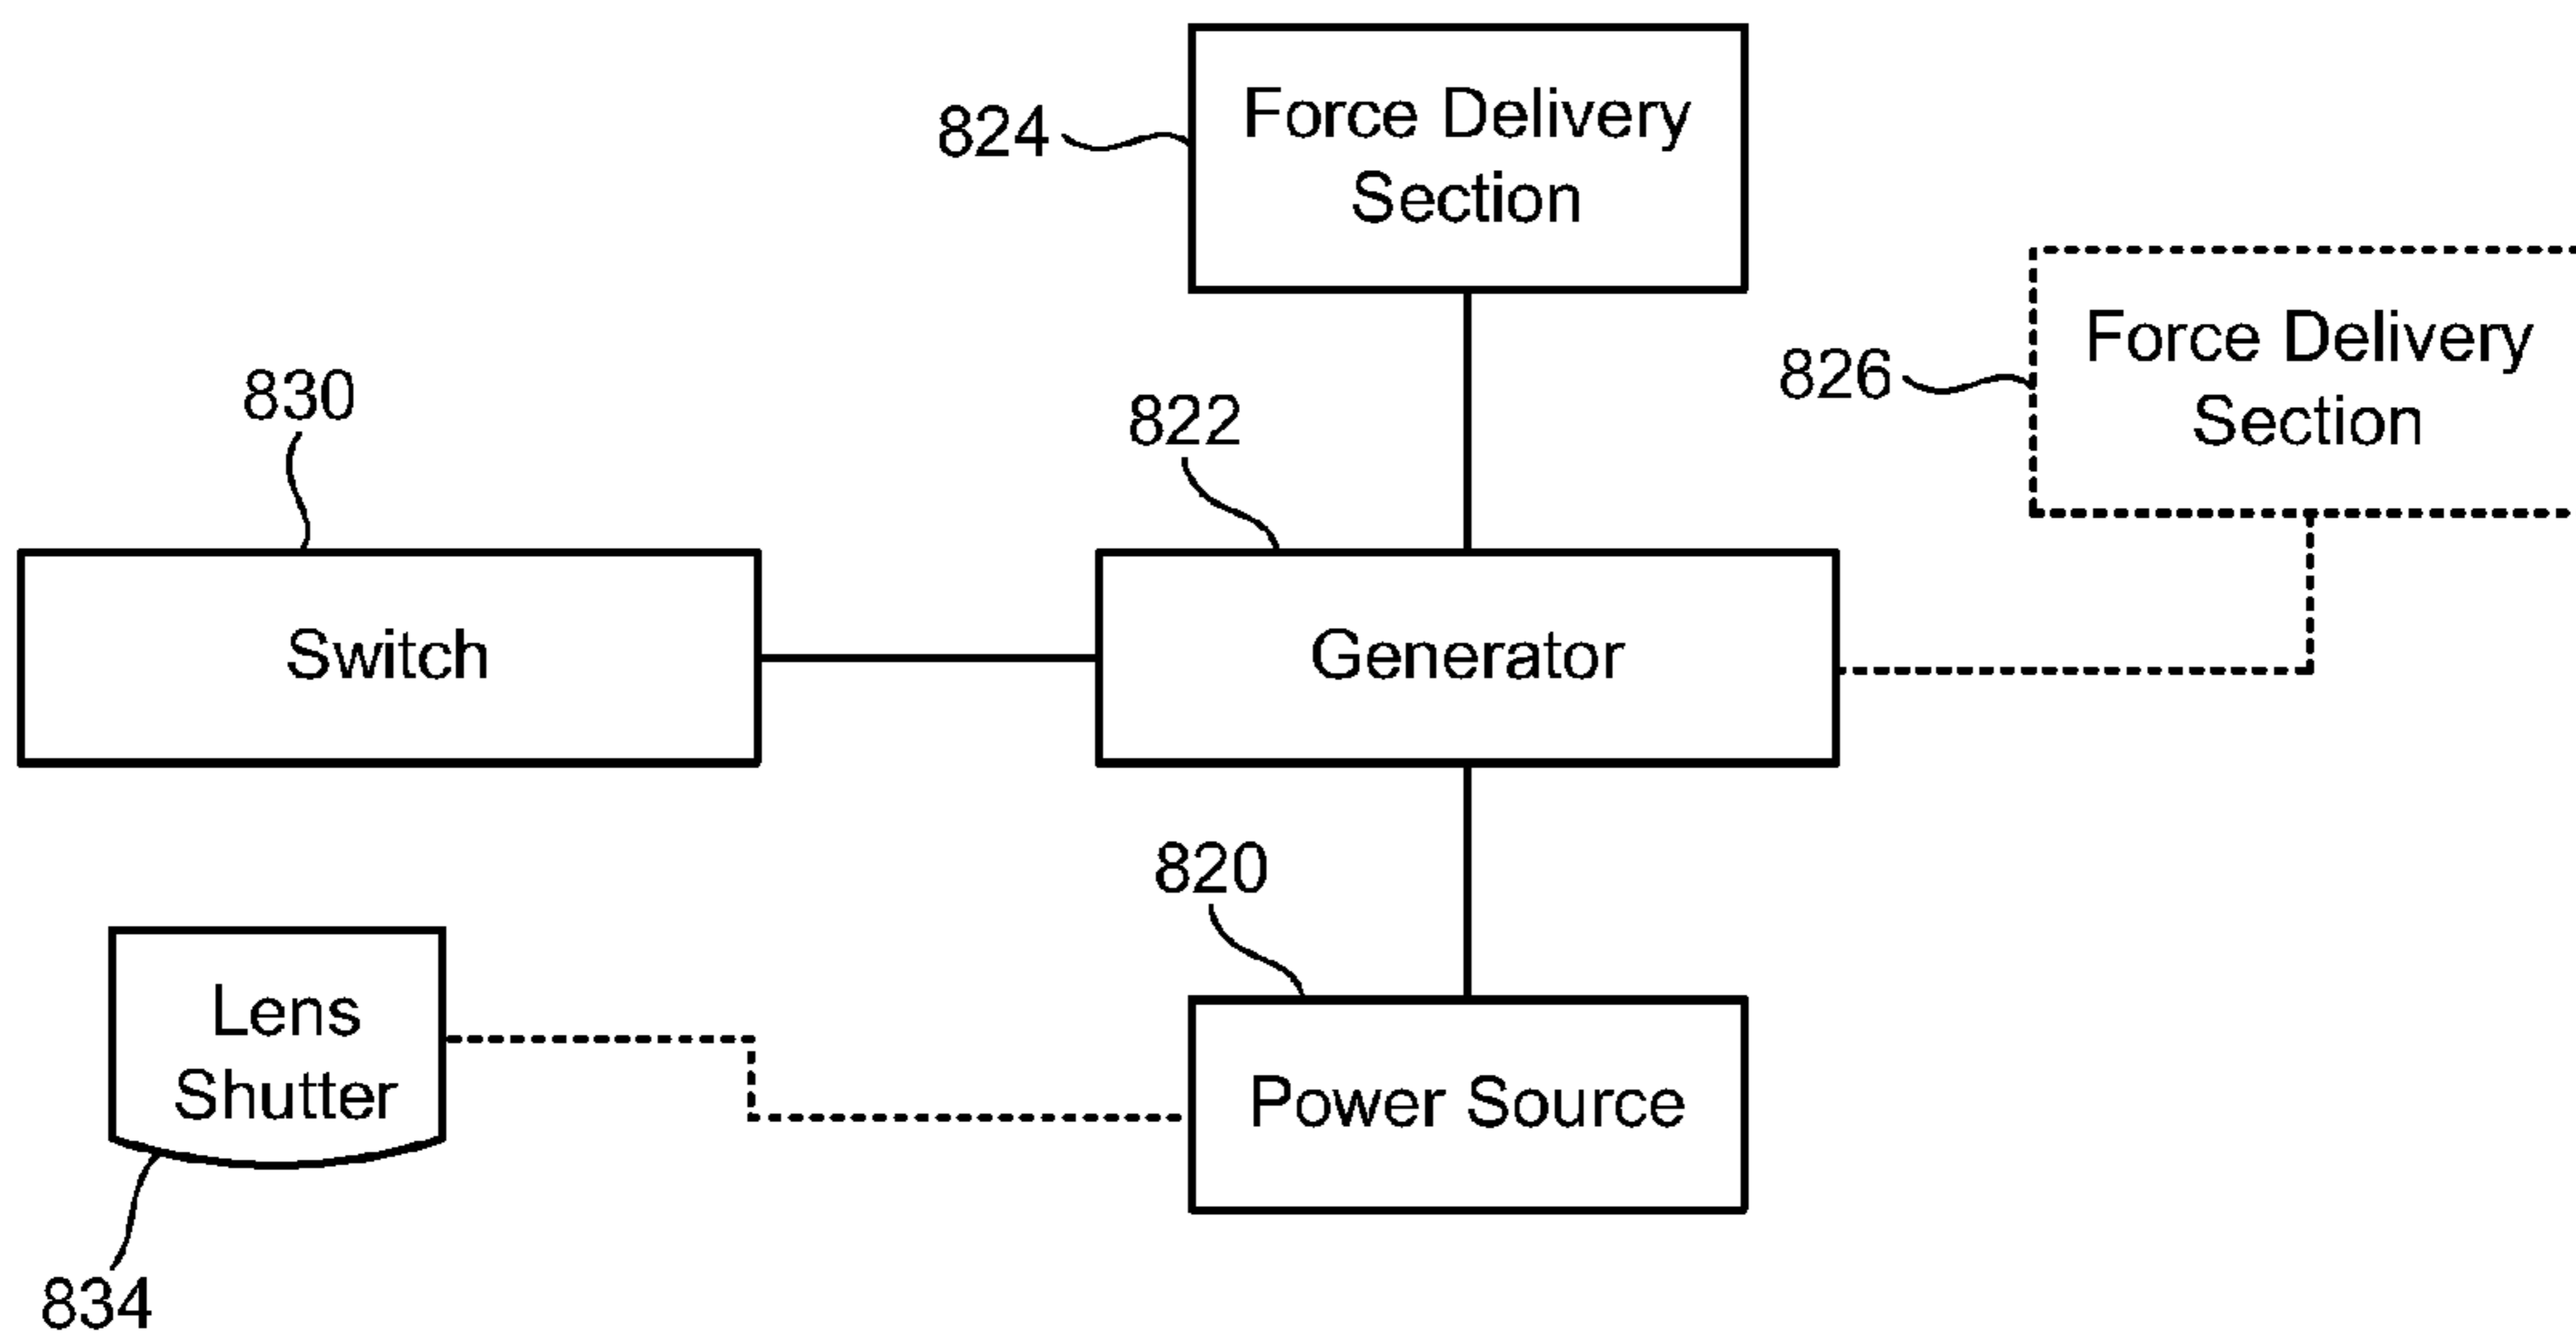 824
Force Delivery
Section
826
Force Delivery
Section
830
822
Switch
Generator
820
Lens
Shutter
Power Source
834